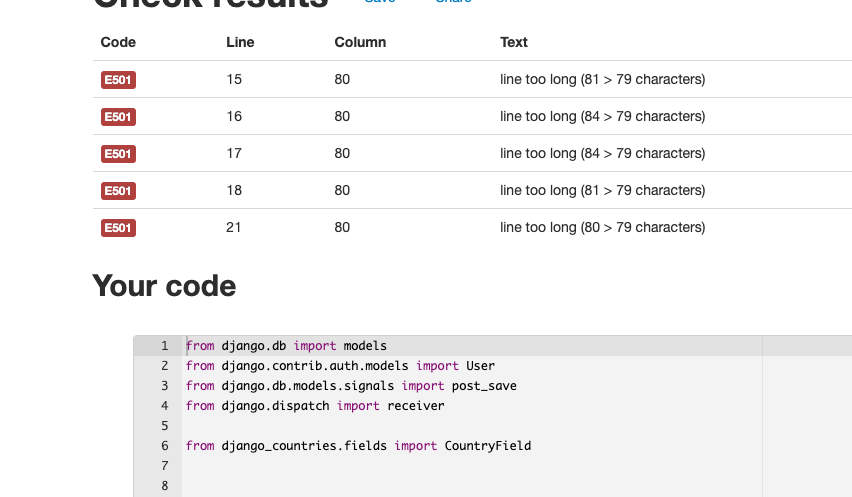 Check results Save Share
Code Line Column Text
E501 15 80 line too long (81 > 79 characters)
E501 16 80 line too long (84 > 79 characters)
E501 17 80 line too long (84 > 79 characters)
E501 18 80 line too long (81 > 79 characters)
E501 21 80 line too long (80 > 79 characters)
Your code
1 from django.db import models
2 from django.contrib.auth.models import User
3 from django.db.models.signals import post_save
4 from django.dispatch import receiver
5
6 from django_countries.fields import CountryField
7
8